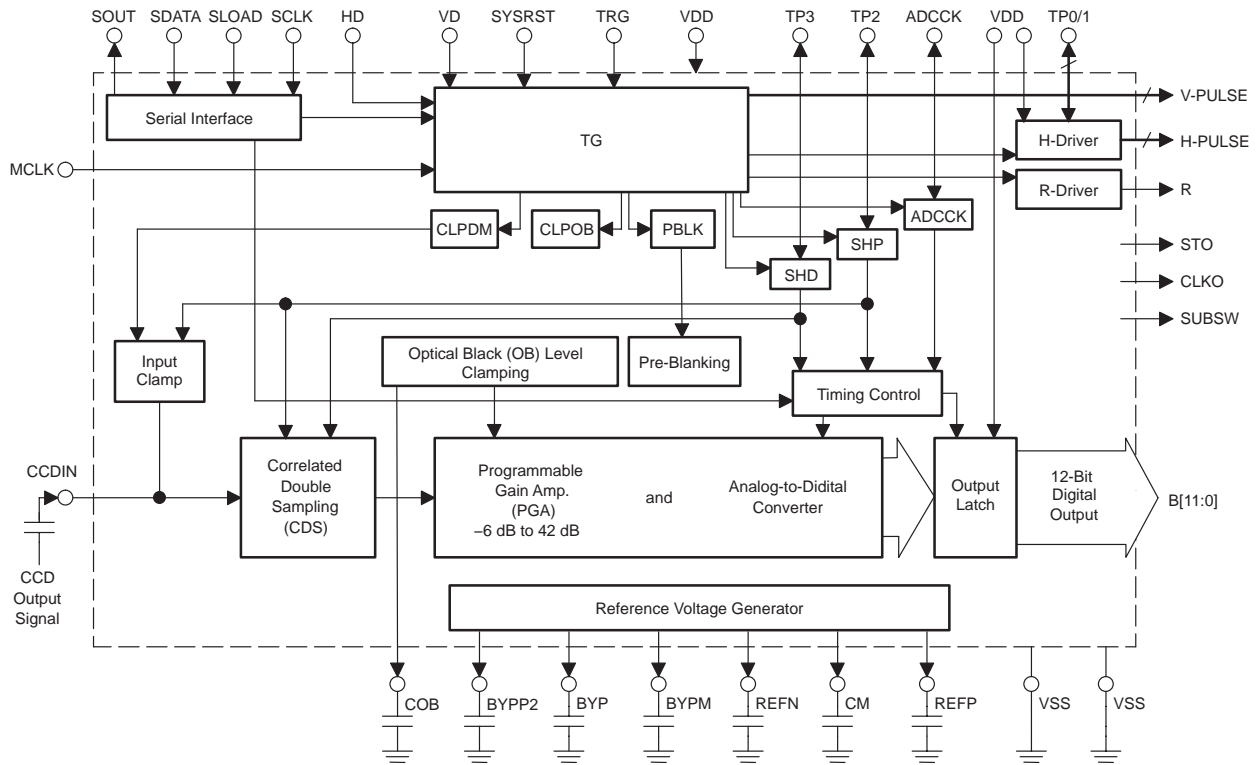 SOUT SDATA SLOAD SCLK HD VD SYSRST TRG VDD TP3 TP2 ADCCK VDD TP0/1
Serial Interface
TG
V-PULSE
H-Driver
H-PULSE
MCLK
R-Driver
R
CLPDM
CLPOB
PBLK
ADCCK
SHP
SHD
STO
CLKO
SUBSW
Input
Clamp
Optical Black (OB) Level
Clamping
Pre-Blanking
Timing Control
CCDIN
Correlated
Double
Sampling
(CDS)
Programmable
Gain Amp.
(PGA)
–6 dB to 42 dB
and
Analog-to-Didital
Converter
Output
Latch
12-Bit
Digital
Output
B[11:0]
CCD
Output
Signal
Reference Voltage Generator
COB BYPP2 BYP BYPM REFN CM REFP VSS VSS